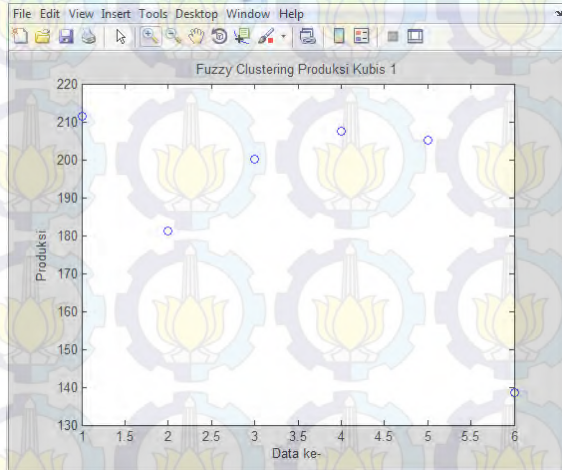 File Edit View Insert Tools Desktop Window Help
Fuzzy Clustering Produksi Kubis 1
220
210
200
190
180
170
160
150
140
130
Produksi
1 1.5 2 2.5 3 3.5 4 4.5 5 5.5 6
Data ke-